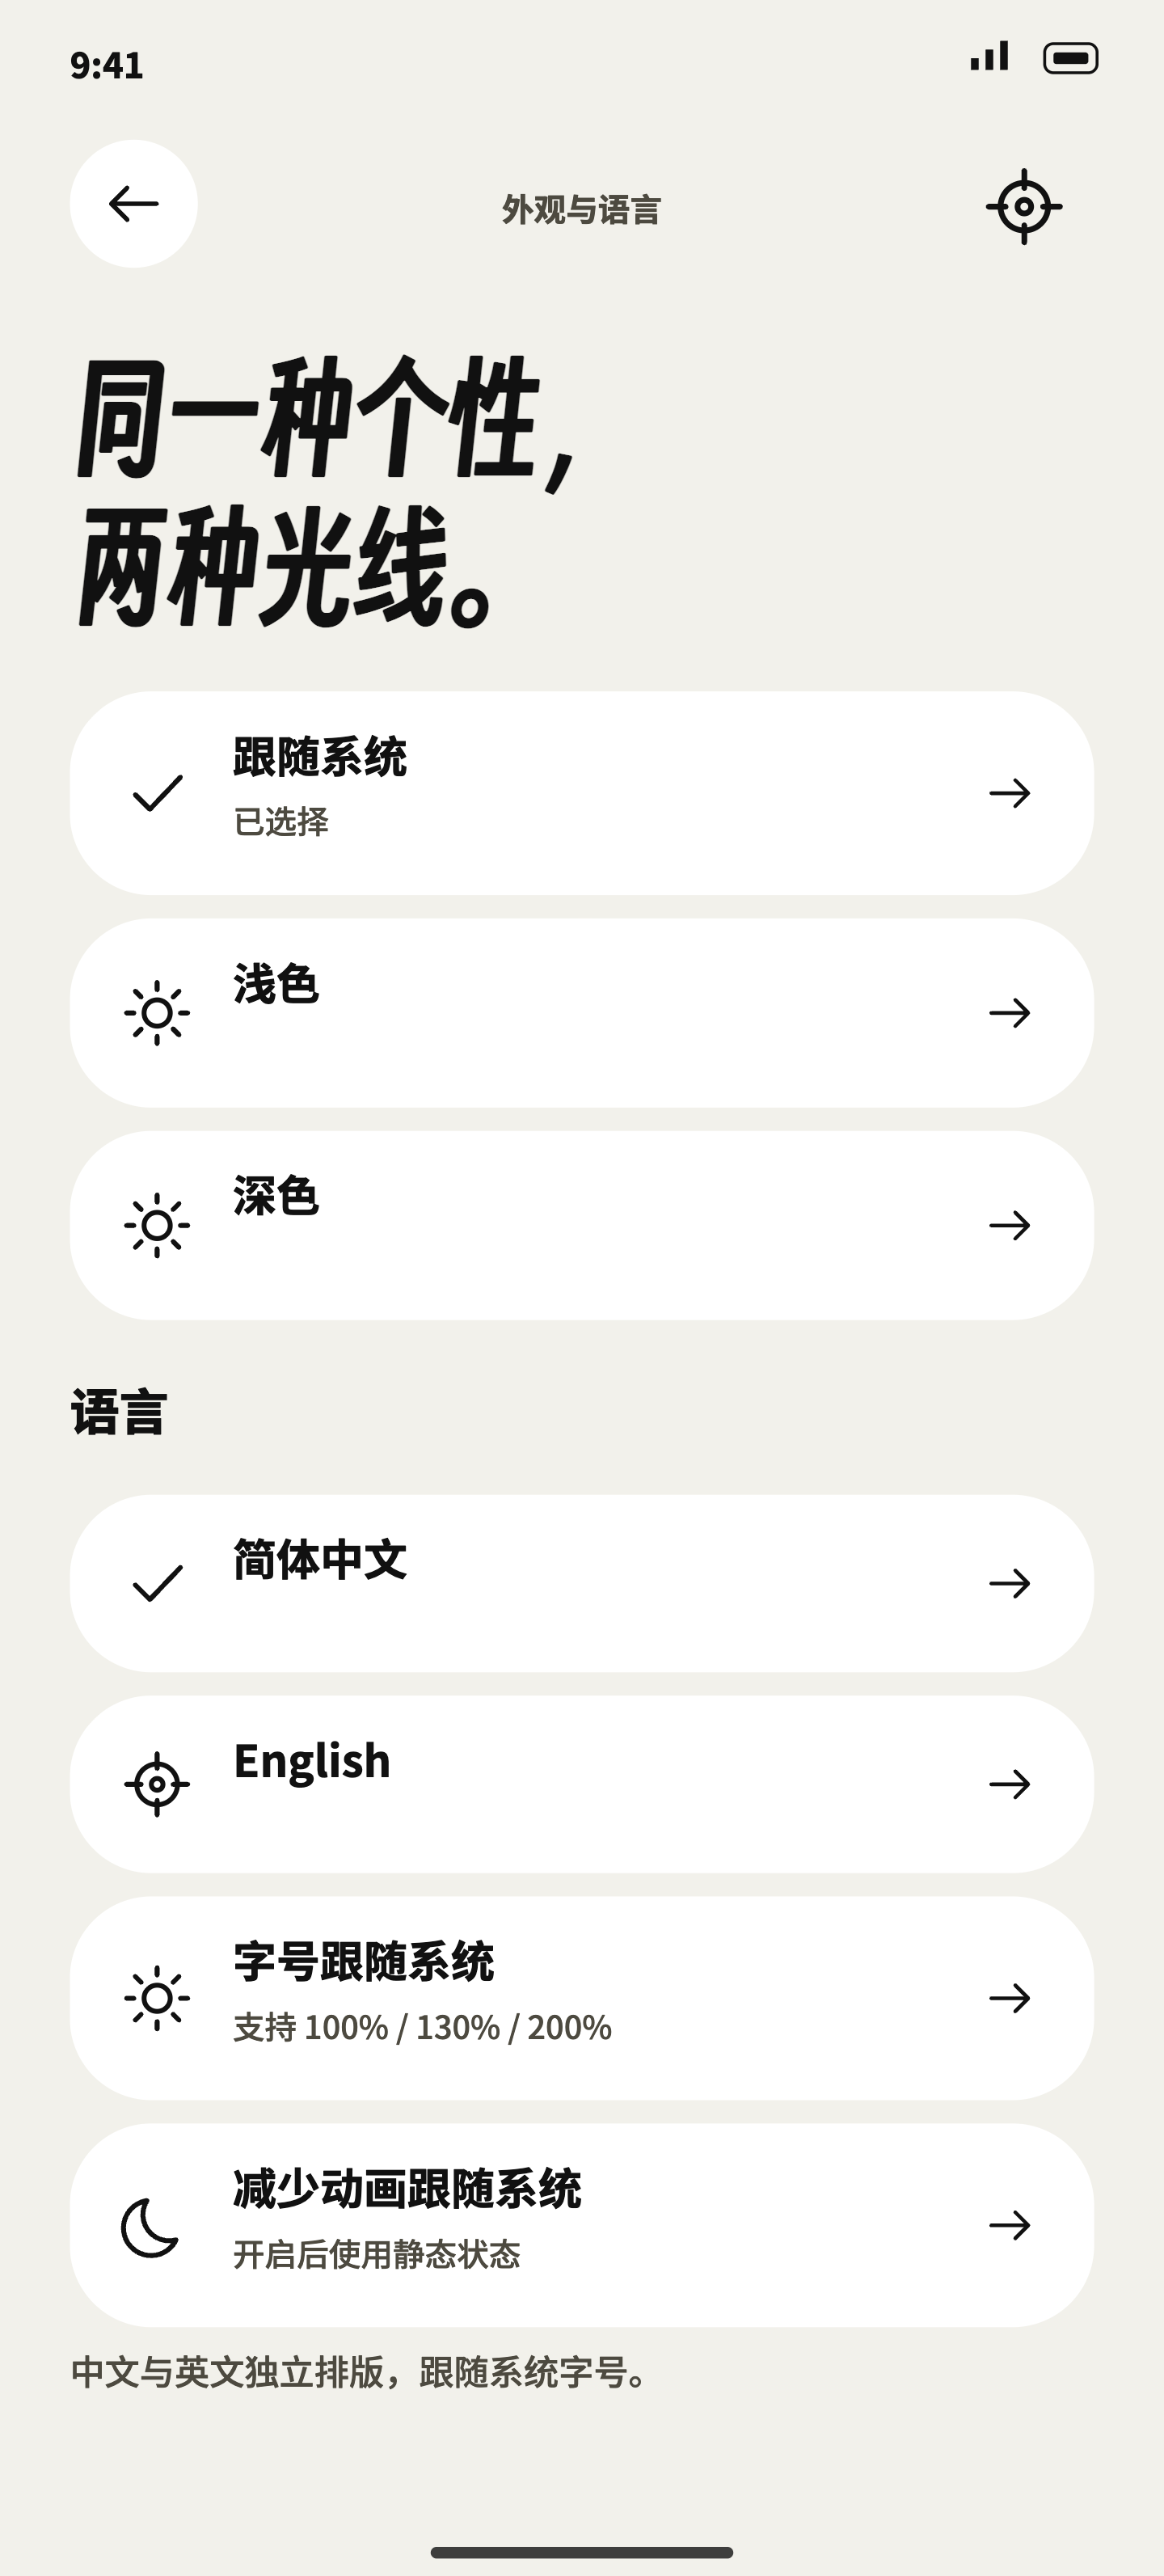 9:41
外观与语言
同一种个性，
两种光线。
跟随系统
已选择
浅色
深色
语言
简体中文
English
字号跟随系统
支持 100% / 130% / 200%
减少动画跟随系统
开启后使用静态状态
中文与英文独立排版，跟随系统字号。